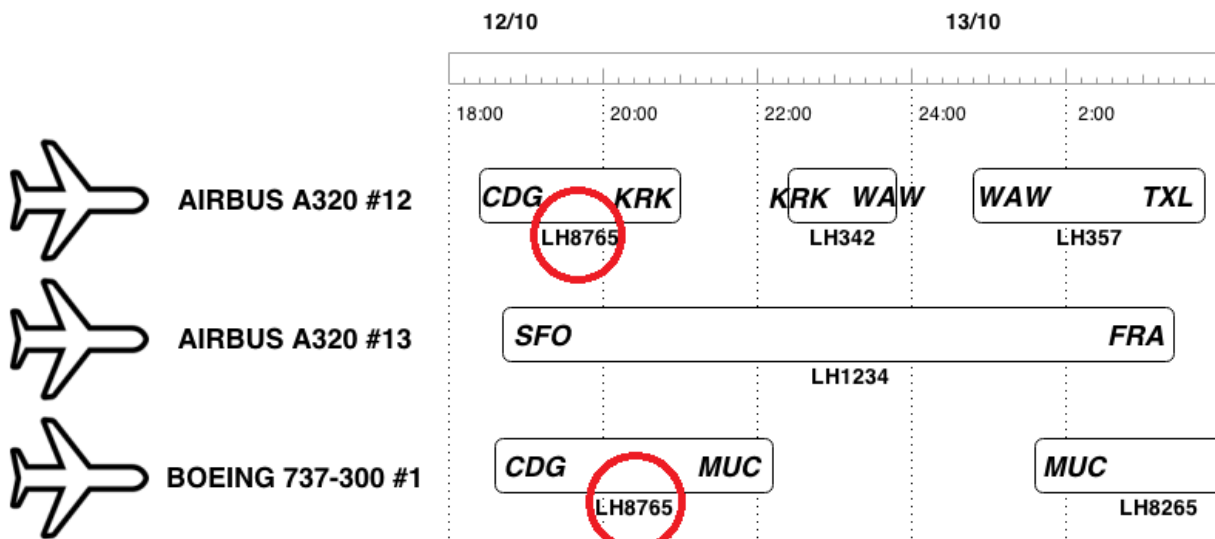 12/10 13/10
18:00 20:00 22:00 24:00 2:00
AIRBUS A320 #12 CDG KRK KRK WAW WAW TXL
LH8765 LH342 LH357
AIRBUS A320 #13 SFO FRA
LH1234
BOEING 737-300 #1 CDG MUC MUC
LH8765 LH8265